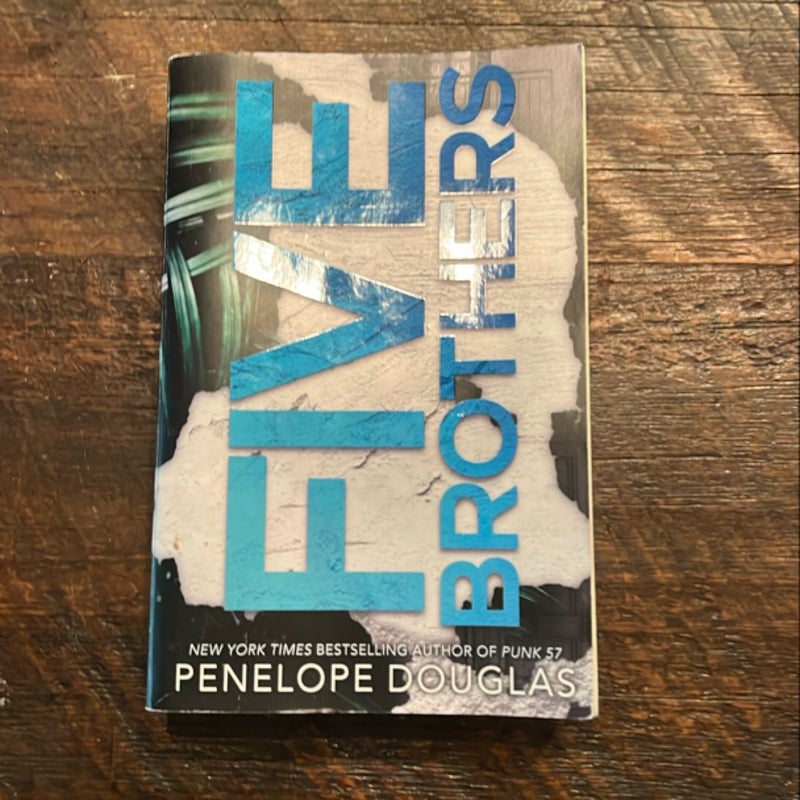 FIVE
BROTHERS
NEW YORK TIMES BESTSELLING AUTHOR OF PUNK 57
PENELOPE DOUGLAS